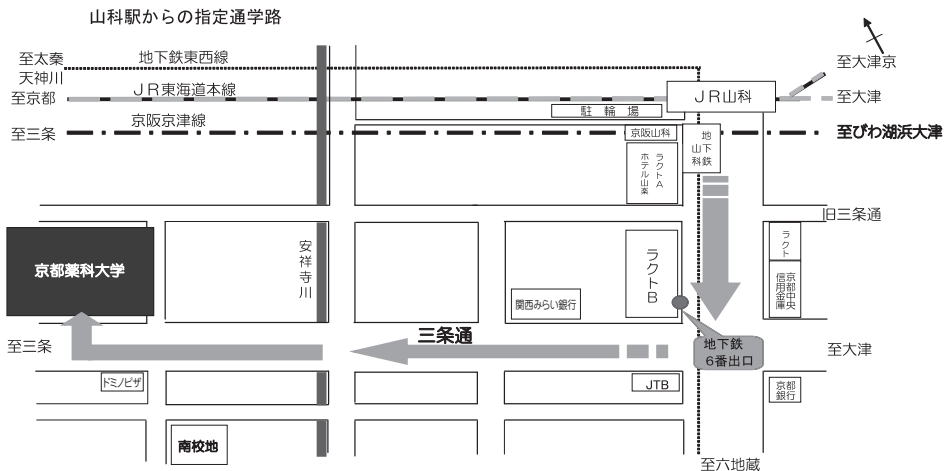 山科駅からの指定通学路
至太秦
天神川
地下鉄東西線
至大津京
至京都
JR東海道本線
JR山科
至大津
駐輪場
至三条
京阪京津線
京阪山科
地下鉄
山科
至びわ湖浜大津
ラクトA
ホテル山楽
旧三条通
京都薬科大学
安祥寺川
ラクトB
ラクト
京都中央
信用金庫
関西みらい銀行
三条通
至三条
地下鉄
6番出口
至大津
ドミノピザ
JTB
京都
銀行
南校地
至六地蔵